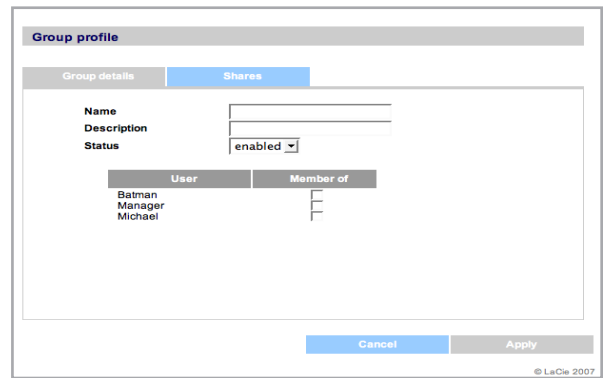 Group profile
Group details Shares
Name
Description
Status enabled
User Member of
Batman
Manager
Michael
Cancel Apply
© LaCie 2007